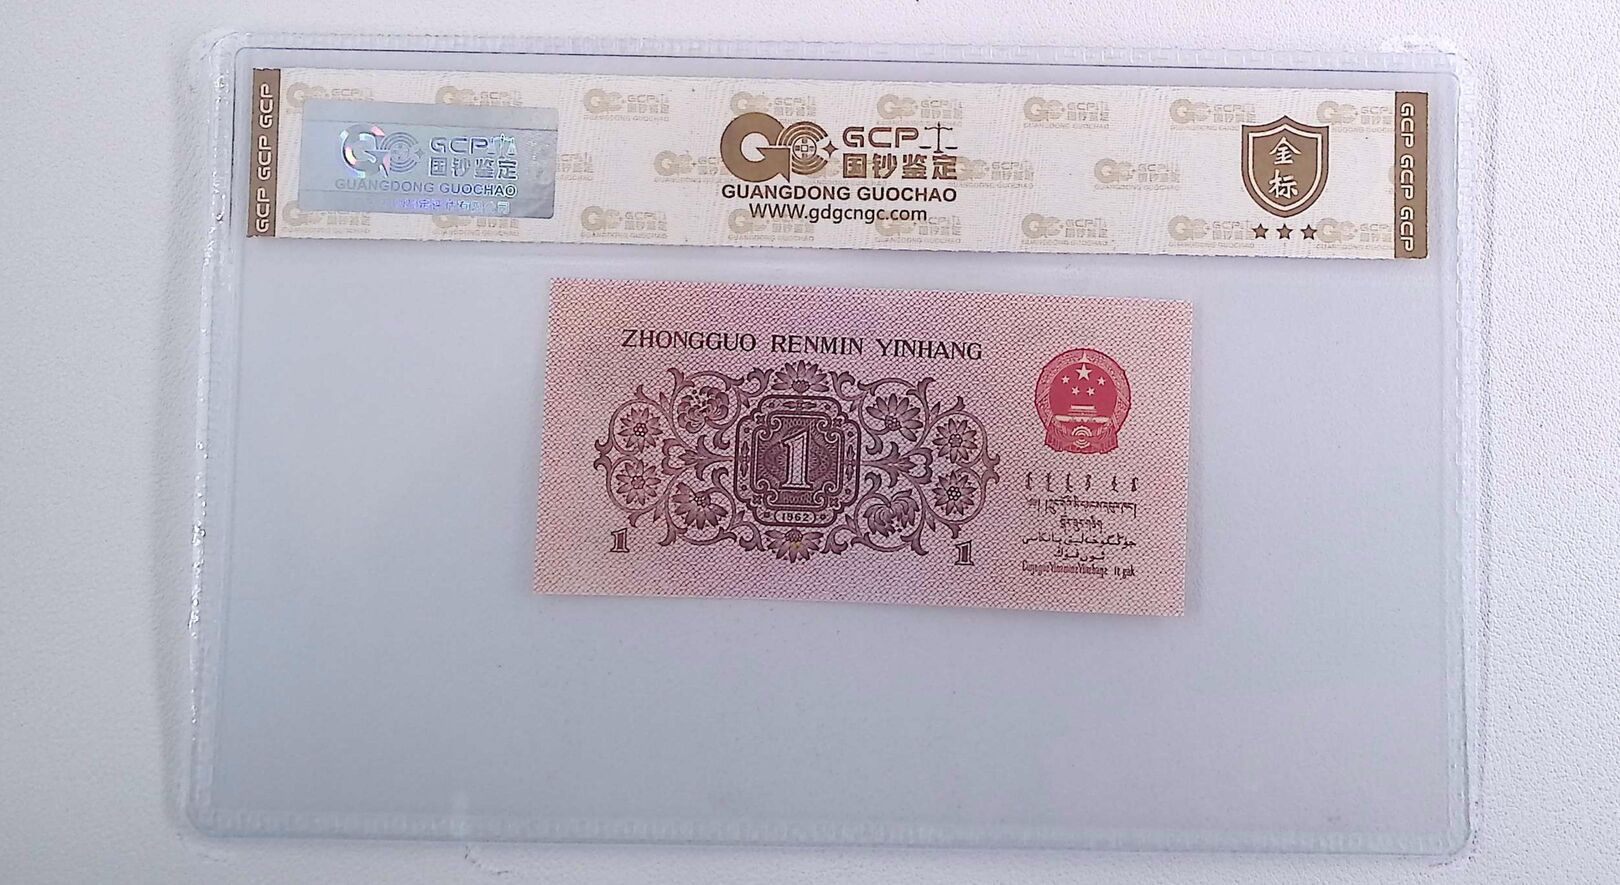 GCP GCP GCP
GCP
国钞鉴定
GUANGDONG GUOCHAO
GCP
国钞鉴定
GUANGDONG GUOCHAO
WWW.gdgcngc.com
金
标
GCP GCP GCP
ZHONGGUO RENMIN YINHANG
1
(1962)
1
1